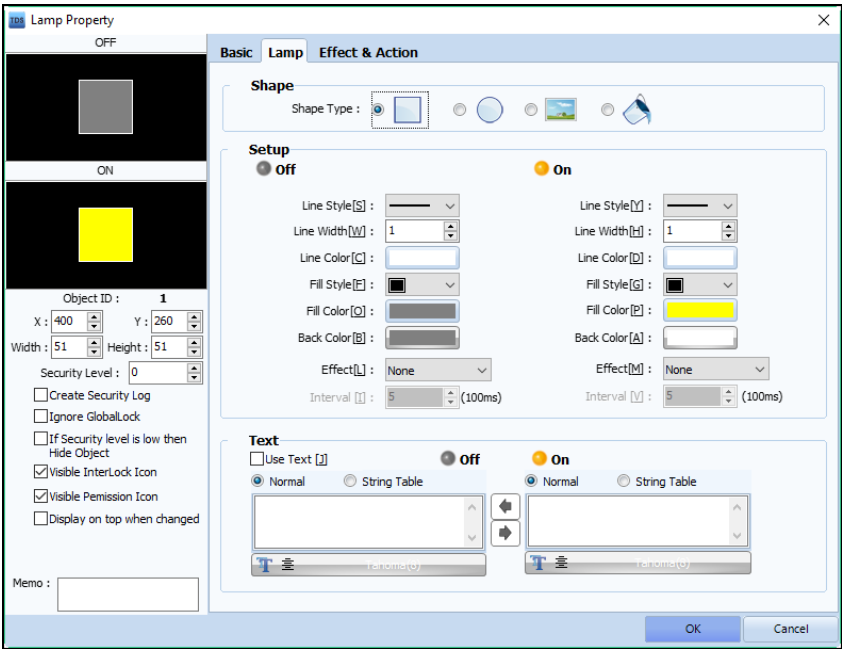 TDS Lamp Property
OFF
ON
Object ID : 1
X : 400 Y : 260
Width : 51 Height : 51
Security Level : 0
Create Security Log
Ignore GlobalLock
If Security level is low then
Hide Object
Visible InterLock Icon
Visible Pemission Icon
Display on top when changed
Memo :
Basic Lamp Effect & Action
Shape
Shape Type :
Setup
Off On
Line Style[S] : Line Style[Y] :
Line Width[W] : 1 Line Width[H] : 1
Line Color[C] : Line Color[D] :
Fill Style[F] : Fill Style[G] :
Fill Color[O] : Fill Color[P] :
Back Color[B] : Back Color[A] :
Effect[L] : None Effect[M] : None
Interval [I] : 5 (100ms) Interval [V] : 5 (100ms)
Text
Use Text [J] Off On
Normal String Table Normal String Table
Tahoma(8) Tahoma(8)
OK Cancel